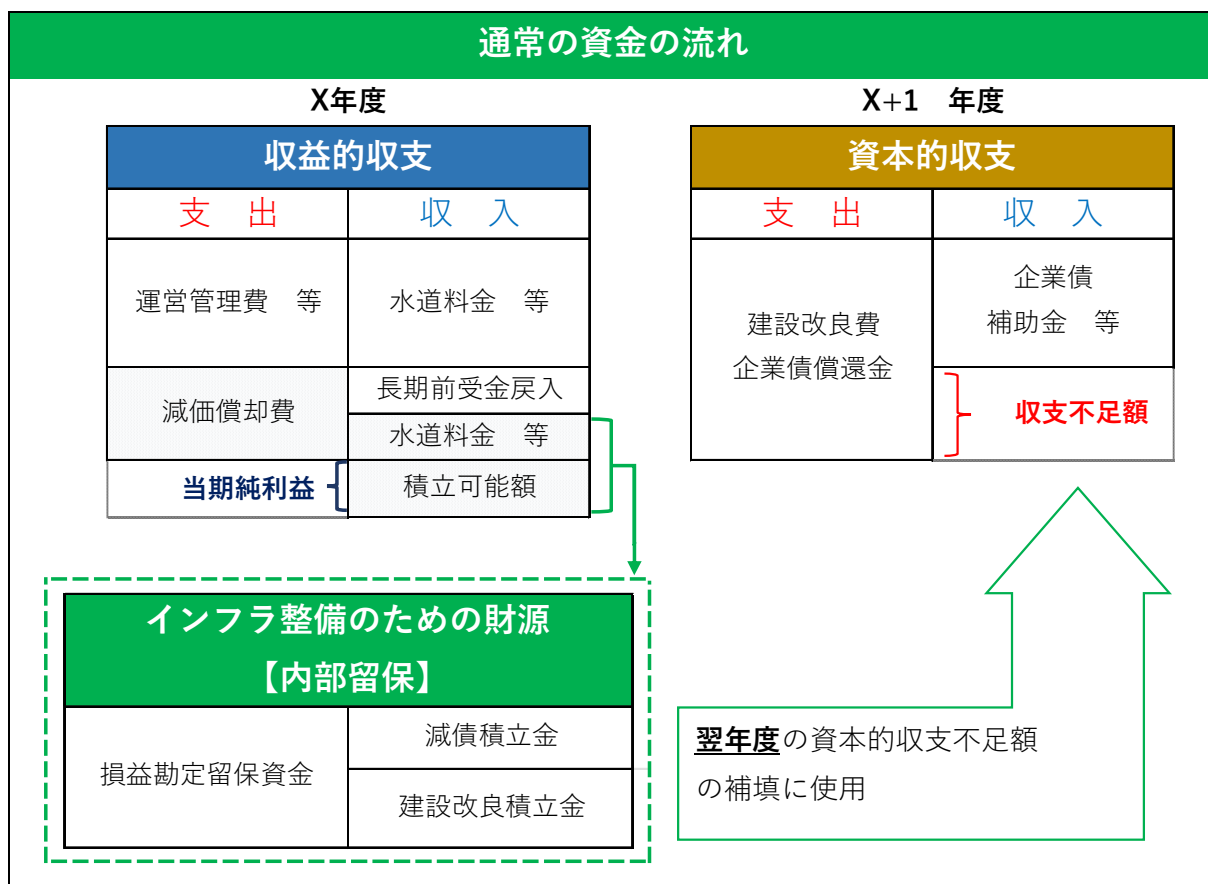 通常の資金の流れ
X年度
収益的収支
支　出
収　入
運営管理費　等
水道料金　等
減価償却費
長期前受金戻入
水道料金　等
当期純利益
積立可能額
X+1　年度
資本的収支
支　出
収　入
建設改良費
企業債償還金
企業債
補助金　等
収支不足額
インフラ整備のための財源
【内部留保】
損益勘定留保資金
減債積立金
建設改良積立金
翌年度の資本的収支不足額
の補填に使用